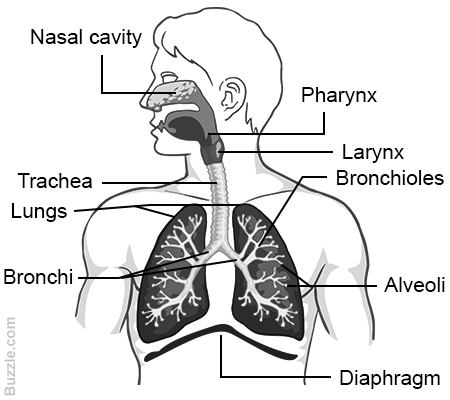 Nasal cavity
Pharynx
Larynx
Trachea
Bronchioles
Lungs
Bronchi
Alveoli
Diaphragm
Buzzle.com